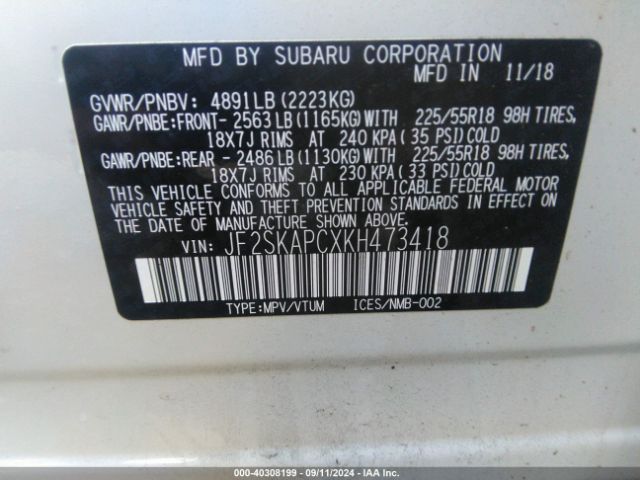 MFD BY SUBARU CORPORATION
MFD IN 11/18
GVWR/PNBV: 4891LB (2223KG)
GAWR/PNBE:FRONT- 2563 LB (1165KG) WITH 225/55R18 98H TIRES,
18X7J RIMS AT 240 KPA ( 35 PSI) COLD
GAWR/PNBE:REAR - 2486 LB (1130KG) WITH 225/55R18 98H TIRES,
18X7J RIMS AT 230 KPA ( 33 PSI) COLD
THIS VEHICLE CONFORMS TO ALL APPLICABLE FEDERAL MOTOR
VEHICLE SAFETY AND THEFT PREVENTION STANDARDS IN EFFECT ON
THE DATE OF MANUFACTURE SHOWN ABOVE.
VIN: JF2SKAPCXKH473418
TYPE:MPV/VTUM ICES/NMB-002
000-40308199 - 09/11/2024 - IAA Inc.